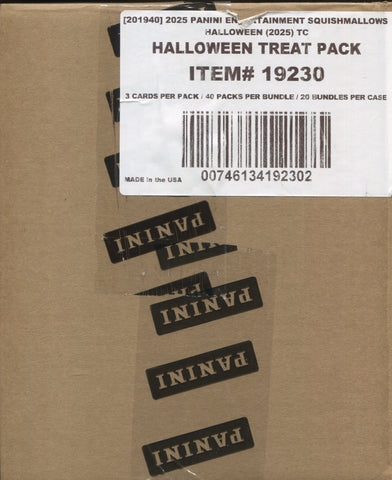 [201940] 2025 PANINI ENTERTAINMENT SQUISHMALLOWS
HALLOWEEN (2025) TC
HALLOWEEN TREAT PACK
ITEM# 19230
3 CARDS PER PACK / 40 PACKS PER BUNDLE / 20 BUNDLES PER CASE
MADE in the USA
00746134192302
PANINI
PANINI
PANINI
PANINI